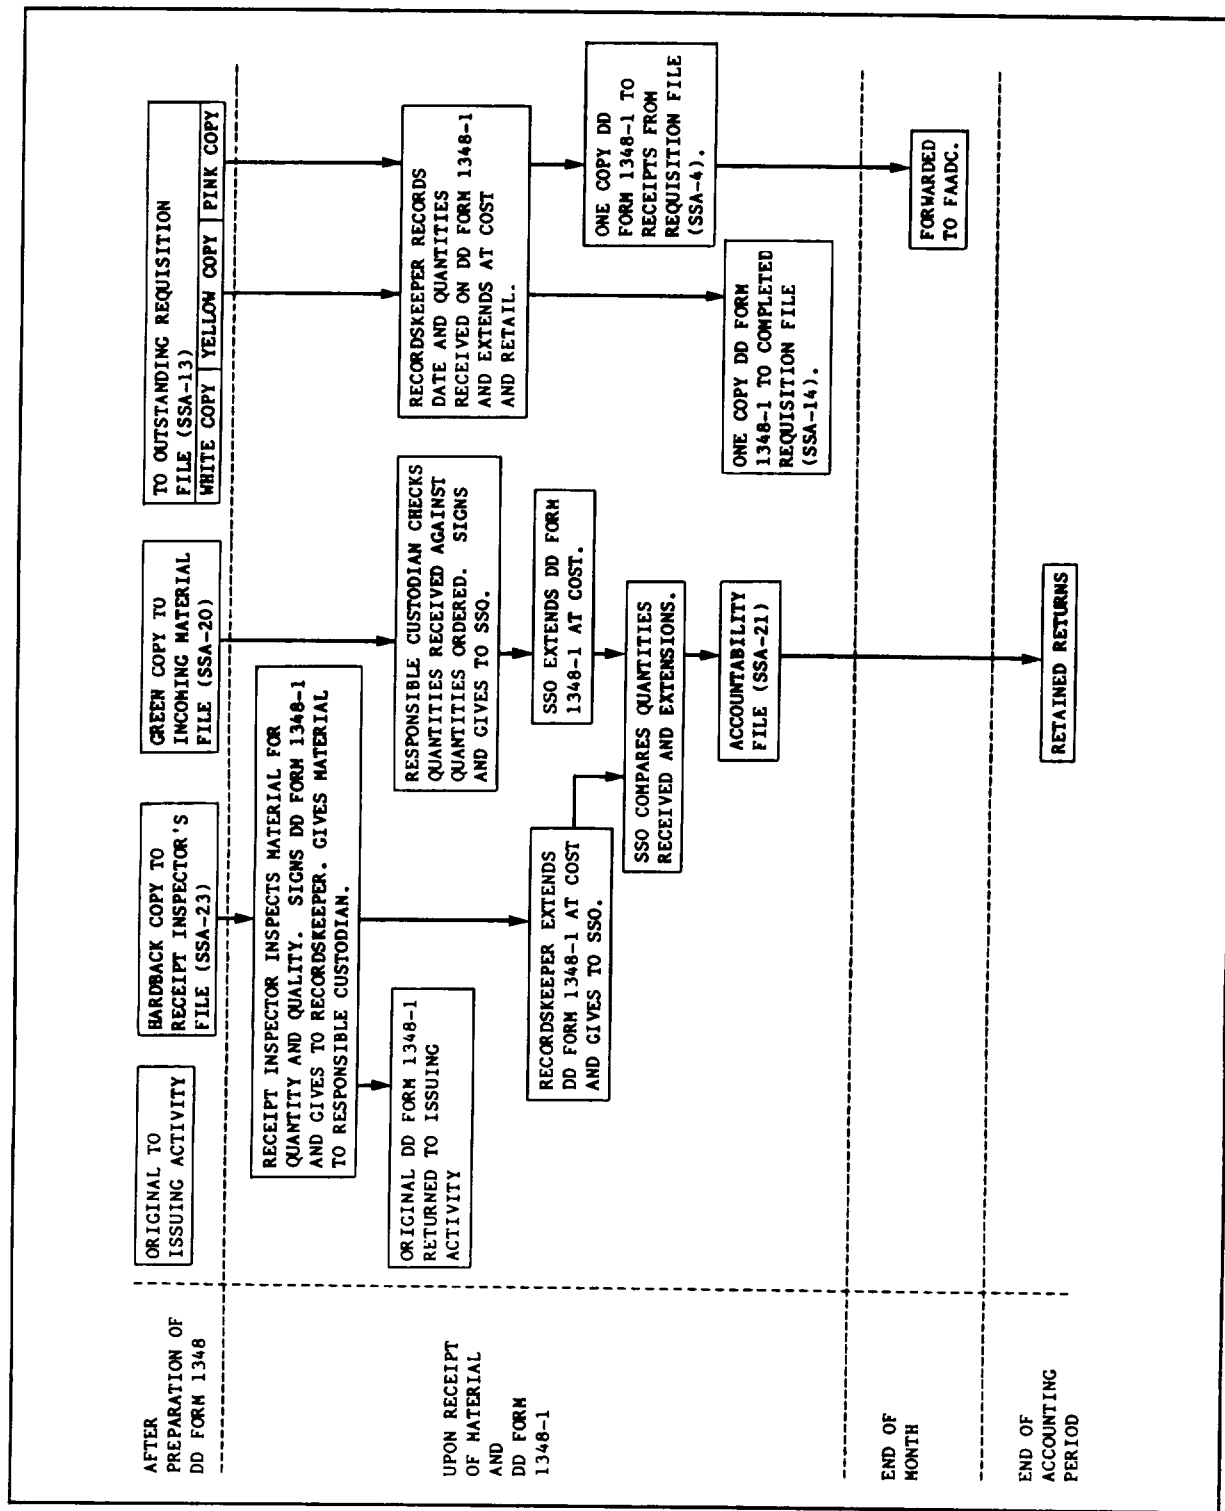 AFTER
PREPARATION OF
DD FORM 1348
ORIGINAL TO
ISSUING ACTIVITY
HARDBACK COPY TO
RECEIPT INSPECTOR'S
FILE (SSA-23)
GREEN COPY TO
INCOMING MATERIAL
FILE (SSA-20)
TO OUTSTANDING REQUISITION
FILE (SSA-13)
WHITE COPY YELLOW COPY PINK COPY
UPON RECEIPT
OF MATERIAL
AND
DD FORM
1348-1
RECEIPT INSPECTOR INSPECTS MATERIAL FOR
QUANTITY AND QUALITY. SIGNS DD FORM 1348-1
AND GIVES TO RECORDSKEEPER. GIVES MATERIAL
TO RESPONSIBLE CUSTODIAN.
ORIGINAL DD FORM 1348-1
RETURNED TO ISSUING
ACTIVITY
RESPONSIBLE CUSTODIAN CHECKS
QUANTITIES RECEIVED AGAINST
QUANTITIES ORDERED. SIGNS
AND GIVES TO SSO.
RECORDSKEEPER RECORDS
DATE AND QUANTITIES
RECEIVED ON DD FORM 1348-1
AND EXTENDS AT COST
AND RETAIL.
RECORDSKEEPER EXTENDS
DD FORM 1348-1 AT COST
AND GIVES TO SSO.
SSO EXTENDS DD FORM
1348-1 AT COST.
ONE COPY DD
FORM 1348-1 TO
RECEIPTS FROM
REQUISITION FILE
(SSA-4).
SSO COMPARES QUANTITIES
RECEIVED AND EXTENSIONS.
ACCOUNTABILITY
FILE (SSA-21)
ONE COPY DD FORM
1348-1 TO COMPLETED
REQUISITION FILE
(SSA-14).
END OF
MONTH
FORWARDED
TO FAADC.
END OF
ACCOUNTING
PERIOD
RETAINED RETURNS